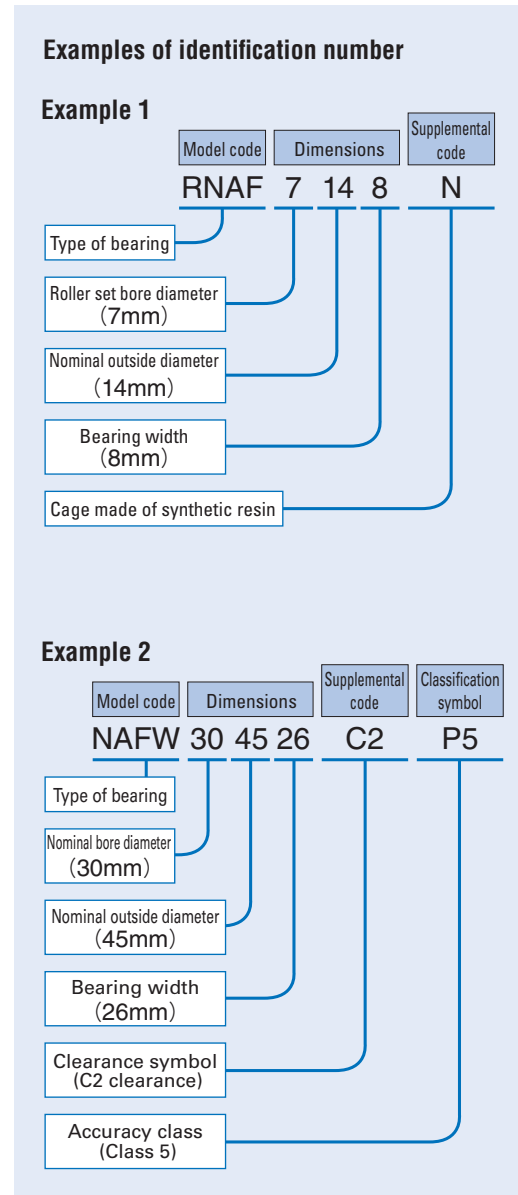 Examples of identification number
Example 1
Model code Dimensions Supplemental
code
RNAF 7 14 8 N
Type of bearing
Roller set bore diameter
(7mm)
Nominal outside diameter
(14mm)
Bearing width
(8mm)
Cage made of synthetic resin
Example 2
Model code Dimensions Supplemental
code Classification
symbol
NAFW 30 45 26 C2 P5
Type of bearing
Nominal bore diameter
(30mm)
Nominal outside diameter
(45mm)
Bearing width
(26mm)
Clearance symbol
(C2 clearance)
Accuracy class
(Class 5)